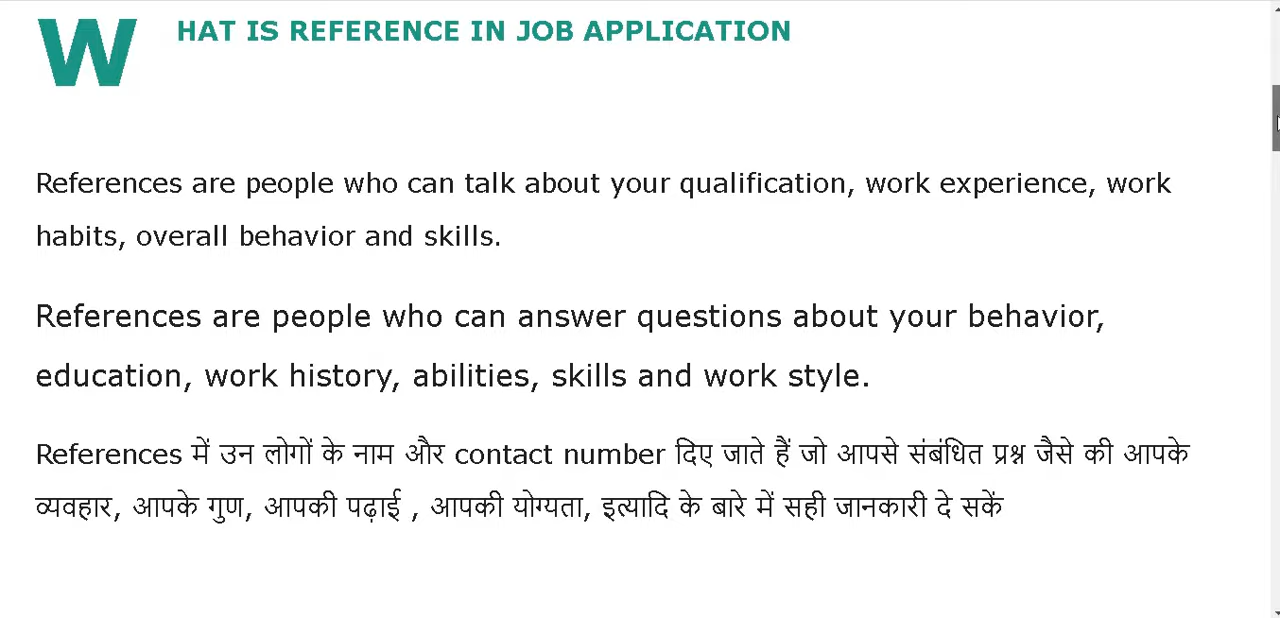 WHAT IS REFERENCE IN JOB APPLICATION
References are people who can talk about your qualification, work experience, work
habits, overall behavior and skills.
References are people who can answer questions about your behavior,
education, work history, abilities, skills and work style.
References में उन लोगों के नाम और contact number दिए जाते हैं जो आपसे संबंधित प्रश्न जैसे की आपके
व्यवहार, आपके गुण, आपकी पढ़ाई , आपकी योग्यता, इत्यादि के बारे में सही जानकारी दे सकें